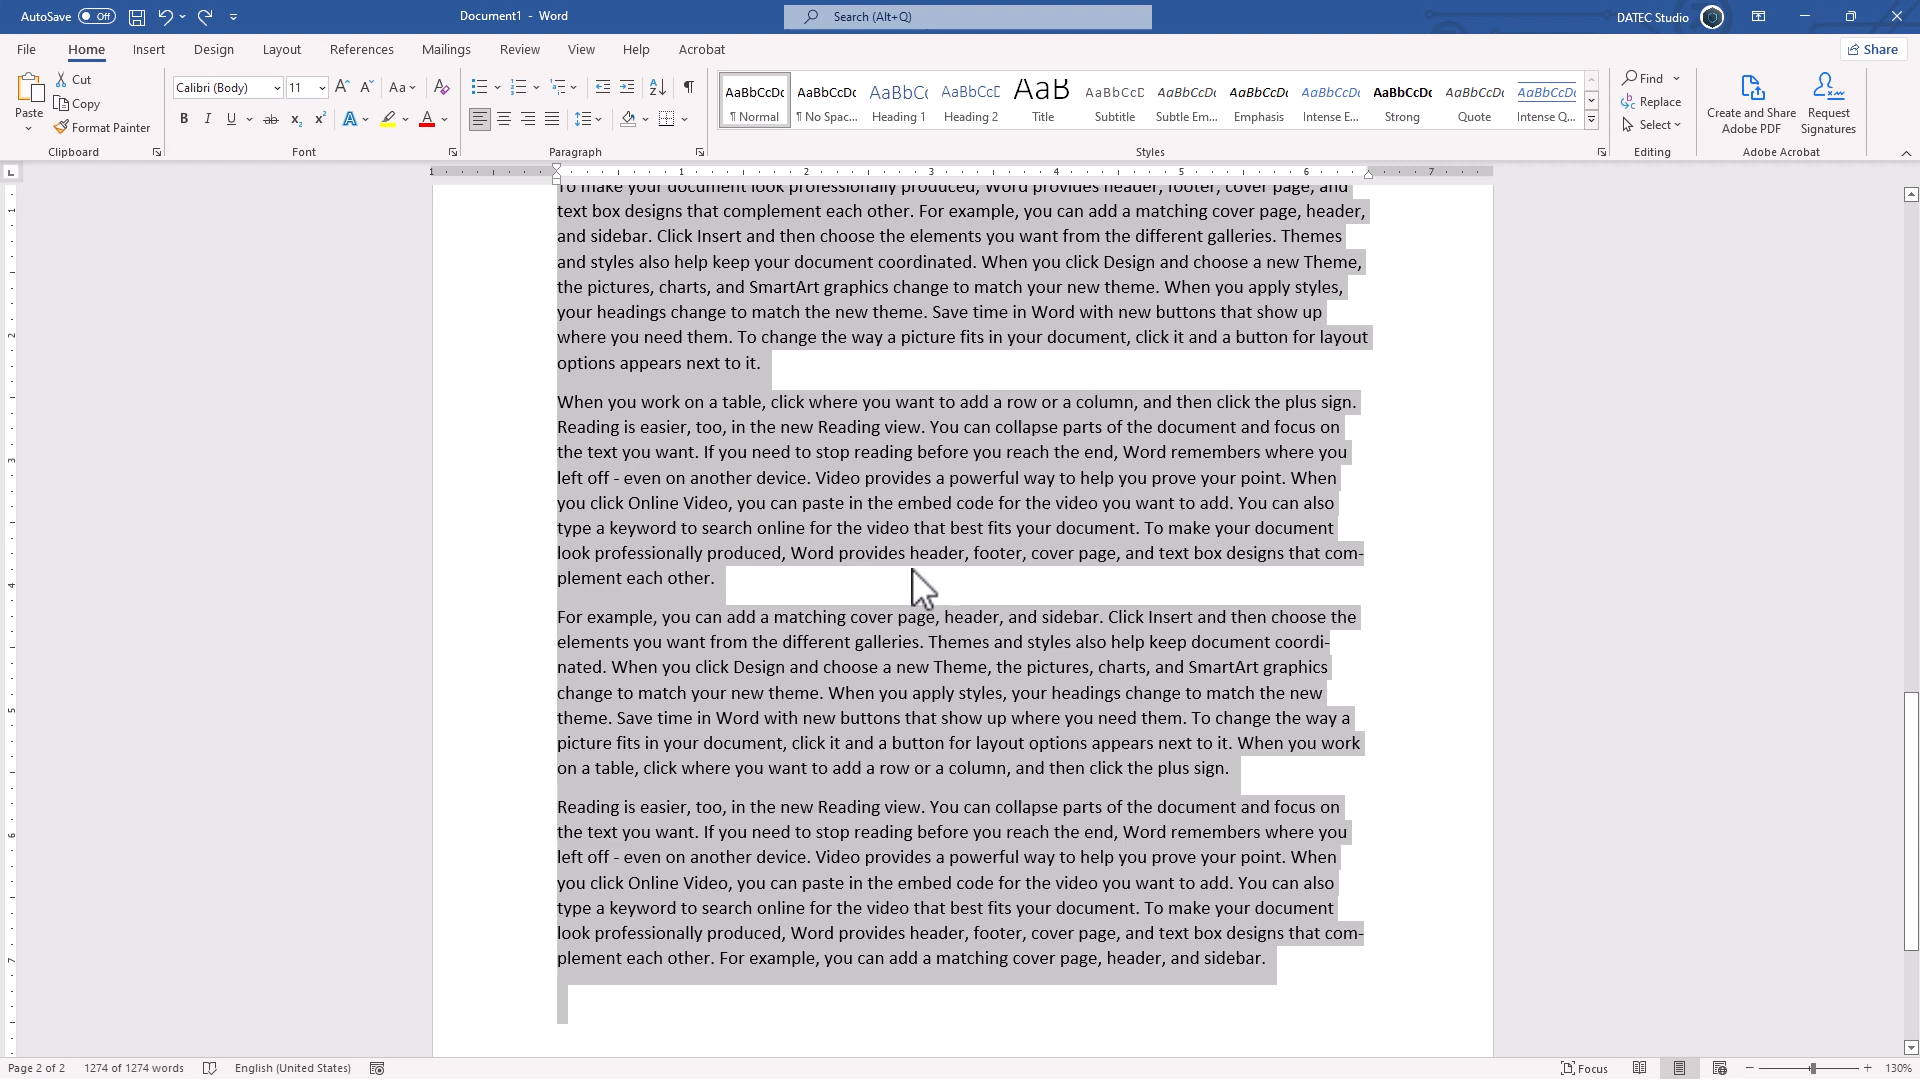 AutoSave Off Document1 - Word Search (Alt+Q) DATEC Studio
File Home Insert Design Layout References Mailings Review View Help Acrobat Share
Paste Cut Copy Format Painter Clipboard
Calibri (Body) 11 Aa Font
Paragraph
AaBbCcDc ¶ Normal
AaBbCcDc ¶ No Spac...
AaBbCc Heading 1
AaBbCcD Heading 2
AaB Title
AaBbCcD Subtitle
AaBbCcDc Subtle Em...
AaBbCcDc Emphasis
AaBbCcDc Intense E...
AaBbCcDc Strong
AaBbCcDc Quote
AaBbCcDc Intense Q...
Styles
Find Replace Select Editing
Create and Share Adobe PDF Request Signatures Adobe Acrobat
1 1 2 3 4 5 6 7
To make your document look professionally produced, Word provides header, footer, cover page, and
text box designs that complement each other. For example, you can add a matching cover page, header,
and sidebar. Click Insert and then choose the elements you want from the different galleries. Themes
and styles also help keep your document coordinated. When you click Design and choose a new Theme,
the pictures, charts, and SmartArt graphics change to match your new theme. When you apply styles,
your headings change to match the new theme. Save time in Word with new buttons that show up
where you need them. To change the way a picture fits in your document, click it and a button for layout
options appears next to it.
When you work on a table, click where you want to add a row or a column, and then click the plus sign.
Reading is easier, too, in the new Reading view. You can collapse parts of the document and focus on
the text you want. If you need to stop reading before you reach the end, Word remembers where you
left off - even on another device. Video provides a powerful way to help you prove your point. When
you click Online Video, you can paste in the embed code for the video you want to add. You can also
type a keyword to search online for the video that best fits your document. To make your document
look professionally produced, Word provides header, footer, cover page, and text box designs that com-
plement each other.
For example, you can add a matching cover page, header, and sidebar. Click Insert and then choose the
elements you want from the different galleries. Themes and styles also help keep document coordi-
nated. When you click Design and choose a new Theme, the pictures, charts, and SmartArt graphics
change to match your new theme. When you apply styles, your headings change to match the new
theme. Save time in Word with new buttons that show up where you need them. To change the way a
picture fits in your document, click it and a button for layout options appears next to it. When you work
on a table, click where you want to add a row or a column, and then click the plus sign.
Reading is easier, too, in the new Reading view. You can collapse parts of the document and focus on
the text you want. If you need to stop reading before you reach the end, Word remembers where you
left off - even on another device. Video provides a powerful way to help you prove your point. When
you click Online Video, you can paste in the embed code for the video you want to add. You can also
type a keyword to search online for the video that best fits your document. To make your document
look professionally produced, Word provides header, footer, cover page, and text box designs that com-
plement each other. For example, you can add a matching cover page, header, and sidebar.
Page 2 of 2 1274 of 1274 words English (United States) Focus 130%